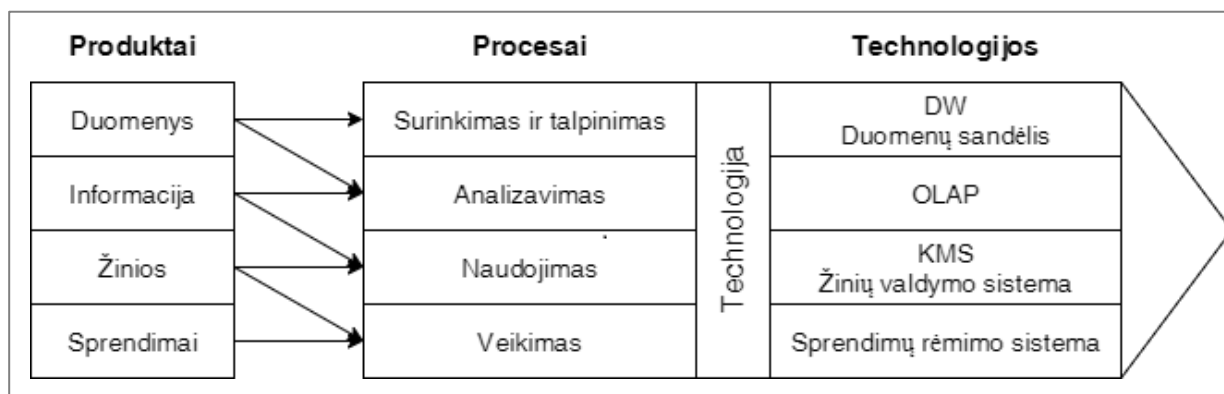 Produktai
Procesai
Technologijos
Duomenys
Surinkimas ir talpinimas
Technologija
DW
Duomenų sandėlis
Informacija
Analizavimas
OLAP
Žinios
Naudojimas
KMS
Žinių valdymo sistema
Sprendimai
Veikimas
Sprendimų rėmimo sistema